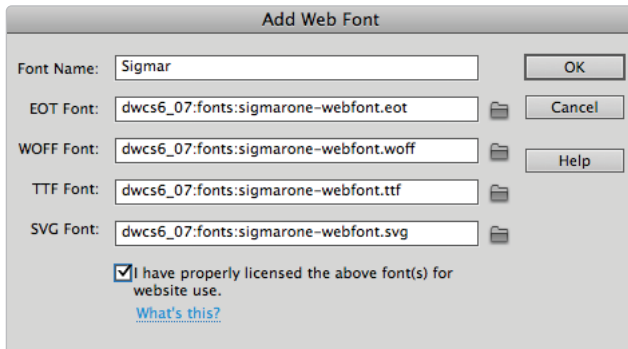 Add Web Font
Font Name: Sigmar OK
EOT Font: dwcs6_07:fonts:sigmarone-webfont.eot Cancel
WOFF Font: dwcs6_07:fonts:sigmarone-webfont.woff Help
TTF Font: dwcs6_07:fonts:sigmarone-webfont.ttf
SVG Font: dwcs6_07:fonts:sigmarone-webfont.svg
I have properly licensed the above font(s) for
website use.
What's this?